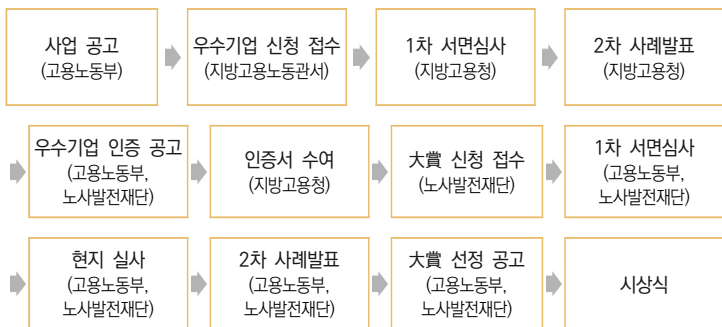 사업 공고
(고용노동부)
우수기업 신청 접수
(지방고용노동관서)
1차 서면심사
(지방고용청)
2차 사례발표
(지방고용청)
우수기업 인증 공고
(고용노동부,
노사발전재단)
인증서 수여
(지방고용청)
大賞 신청 접수
(노사발전재단)
1차 서면심사
(고용노동부,
노사발전재단)
현지 실사
(고용노동부,
노사발전재단)
2차 사례발표
(고용노동부,
노사발전재단)
大賞 선정 공고
(고용노동부,
노사발전재단)
시상식